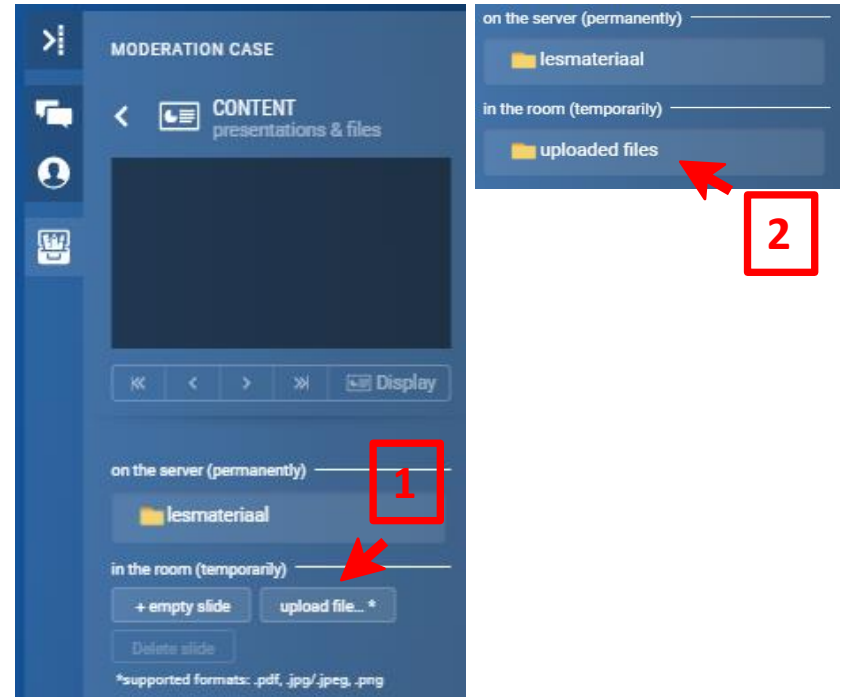 MODERATION CASE
CONTENT
presentations & files
Display
on the server (permanently)
lesmateriaal
1
in the room (temporarily)
+ empty slide
upload file... *
Delete slide
*supported formats: .pdf, .jpg/.jpeg, .png
on the server (permanently)
lesmateriaal
in the room (temporarily)
uploaded files
2